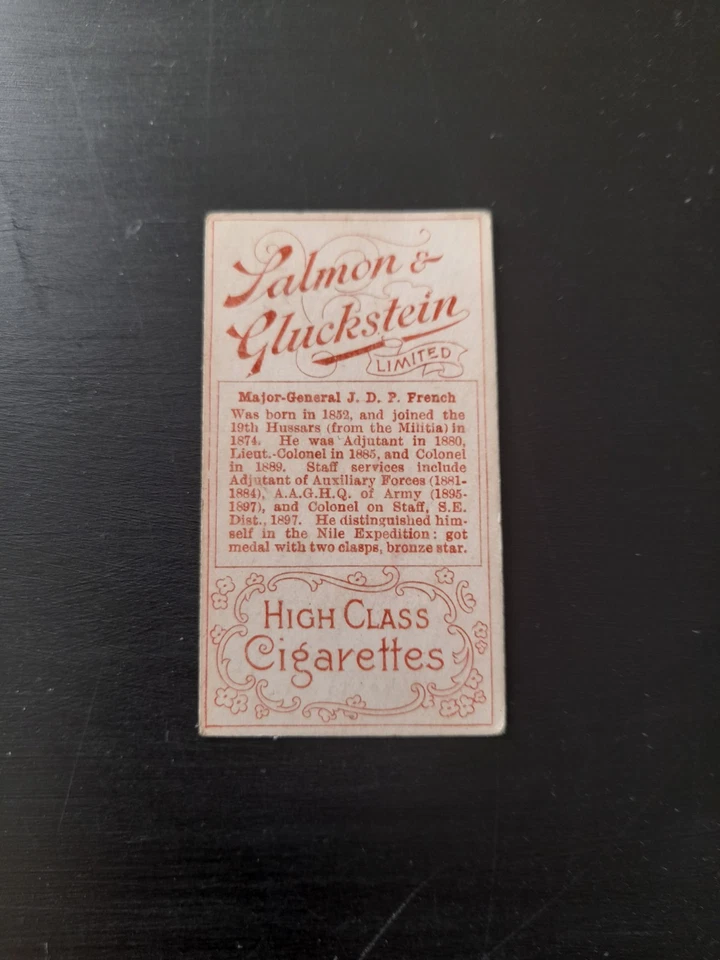 Salmon &
Gluckstein
LIMITED
Major-General J. D. P. French
Was born in 1852, and joined the
19th Hussars (from the Militia) in
1874. He was Adjutant in 1880,
Lieut.-Colonel in 1885, and Colonel
in 1889. Staff services include
Adjutant of Auxiliary Forces (1881-
1884), A.A.G.H.Q. of Army (1895-
1897), and Colonel on Staff, S.E.
Dist., 1897. He distinguished him-
self in the Nile Expedition: got
medal with two clasps, bronze star.
HIGH CLASS
Cigarettes